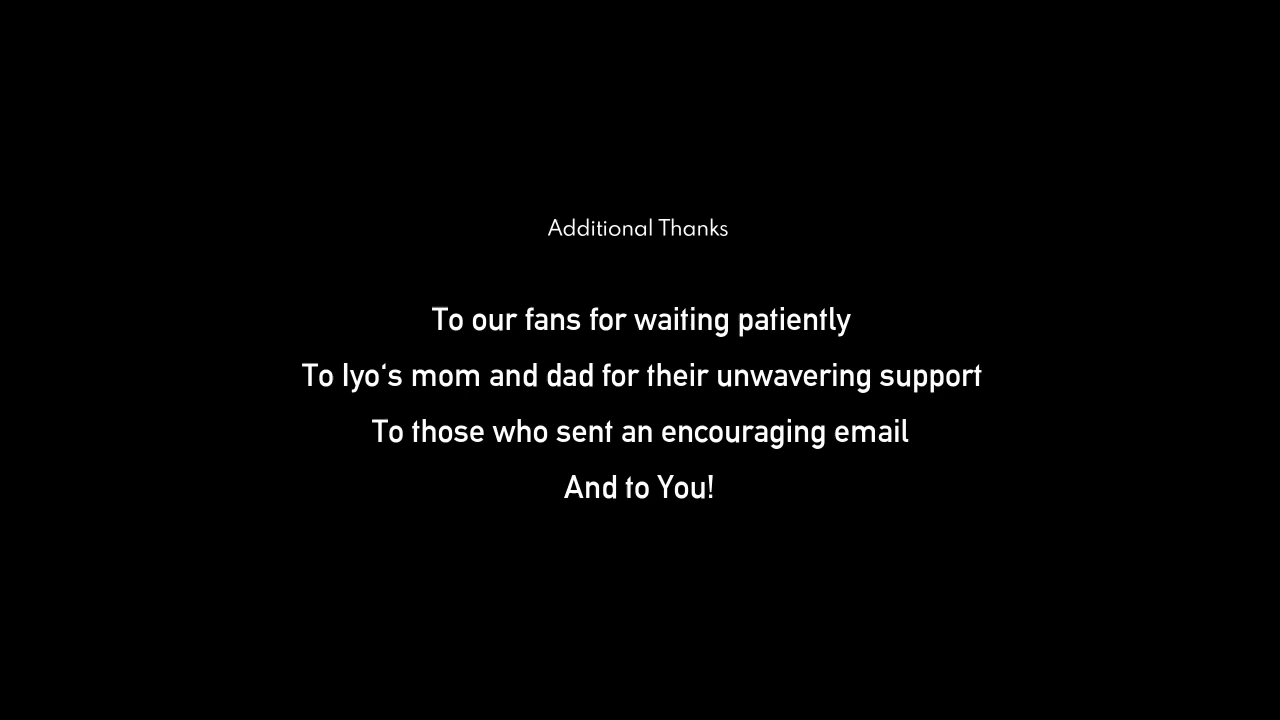 Additional Thanks
To our fans for waiting patiently
To Iyo‘s mom and dad for their unwavering support
To those who sent an encouraging email
And to You!